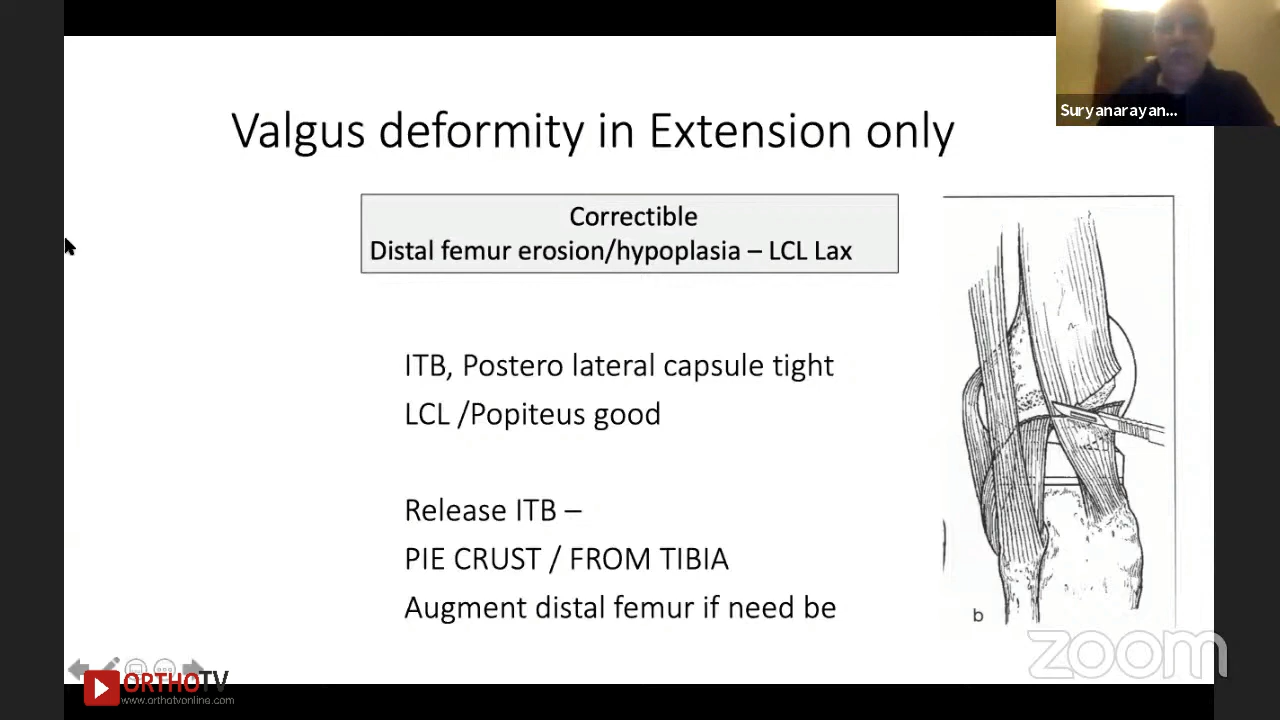 Suryanarayan...
Valgus deformity in Extension only
Correctible
Distal femur erosion/hypoplasia – LCL Lax
ITB, Postero lateral capsule tight
LCL /Popiteus good
Release ITB –
PIE CRUST / FROM TIBIA
Augment distal femur if need be
b
zoom
ORTHOTV
www.orthotvonline.com